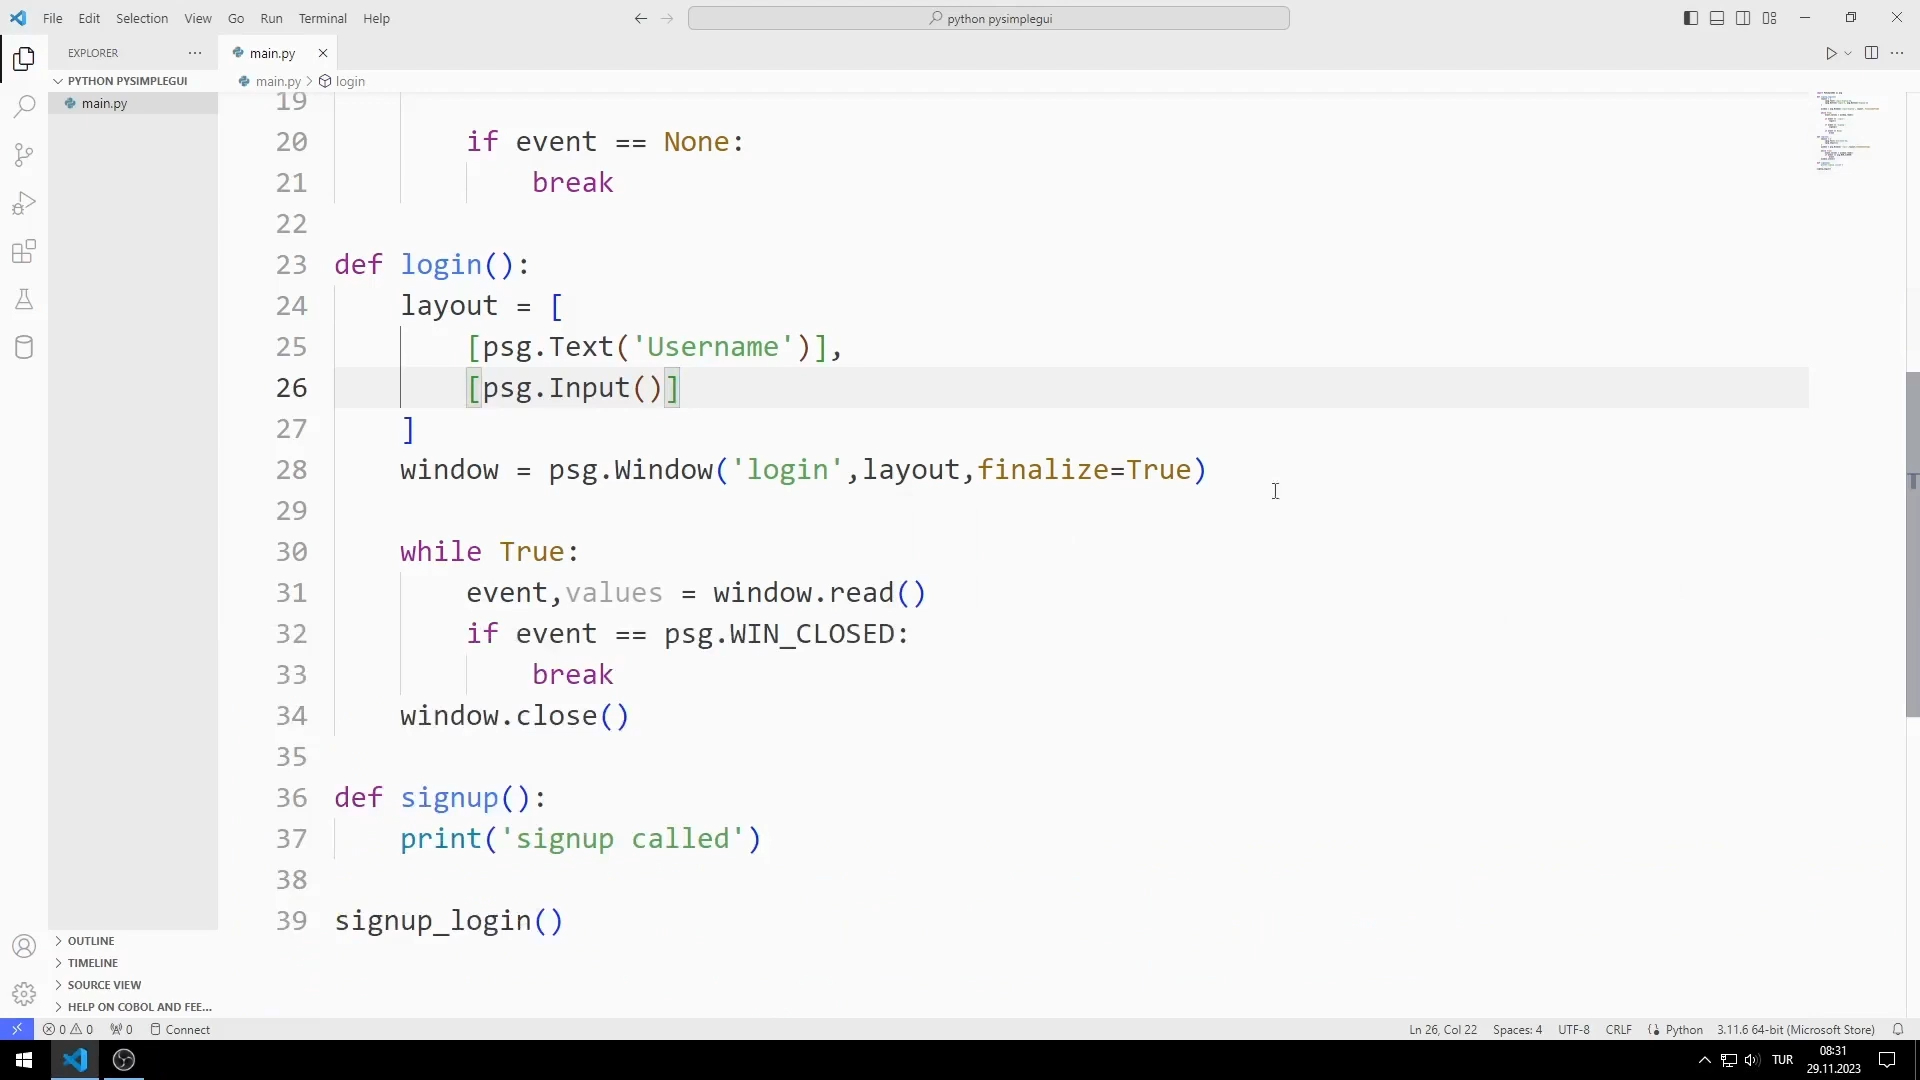 File Edit Selection View Go Run Terminal Help
python pysimplegui
EXPLORER
main.py
PYTHON PYSIMPLEGUI
main.py > login
main.py
19
20 if event == None:
21 break
22
23 def login():
24 layout = [
25 [psg.Text('Username')],
26 [psg.Input()]
27 ]
28 window = psg.Window('login',layout,finalize=True)
29
30 while True:
31 event,values = window.read()
32 if event == psg.WIN_CLOSED:
33 break
34 window.close()
35
36 def signup():
37 print('signup called')
38
39 signup_login()
OUTLINE
TIMELINE
SOURCE VIEW
HELP ON COBOL AND FEE...
0 0 0 Connect
Ln 26, Col 22 Spaces: 4 UTF-8 CRLF Python 3.11.6 64-bit (Microsoft Store)
TUR
08:31
29.11.2023